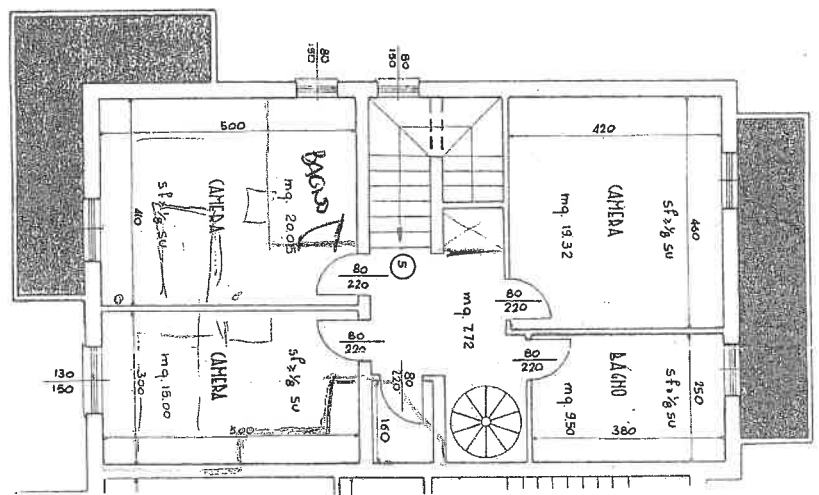 80
150
80
150
500
BAGNO
mq. 20.015
CAMERA
sf ≥ 1/8 su
410
420
CAMERA
mq. 19.32
sf ≥ 1/8 su
460
5
80
220
80
220
80
220
80
220
80
220
mq. 7.72
130
150
300
mq. 15.00
CAMERA
sf ≥ 1/8 su
500
160
BAGNO
mq. 9.50
sf ≥ 1/8 su
250
380